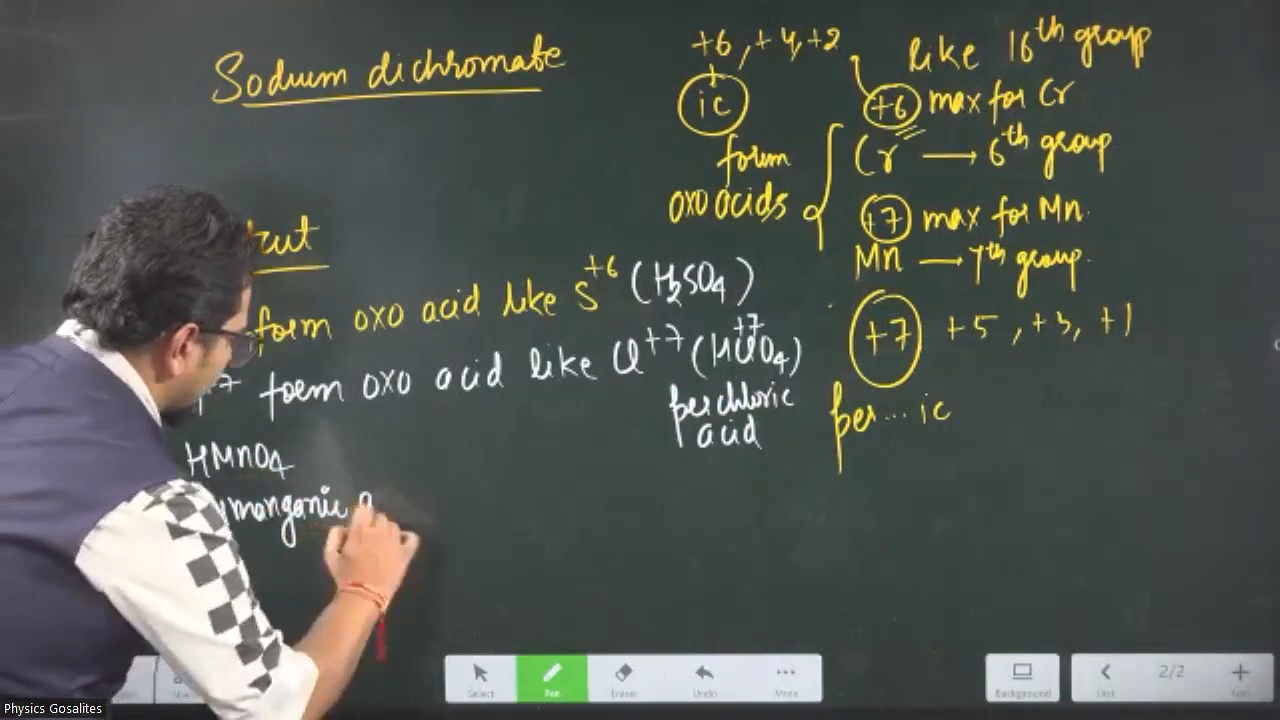 Sodium dichromate
+6, +4, +2
ic
form
oxo acids
like 16th group
+6 max for Cr
Cr → 6th group
+7 max for Mn.
Mn → 7th group.
+7 +5, +3, +1
per... ic
form oxo acid like S+6 (H2SO4)
form oxo acid like Cl+7 (HClO4)
+7
perchloric
acid
HMnO4
manganic
Select
Pen
Eraser
Undo
More
Background
2/2
Physics Gosalites